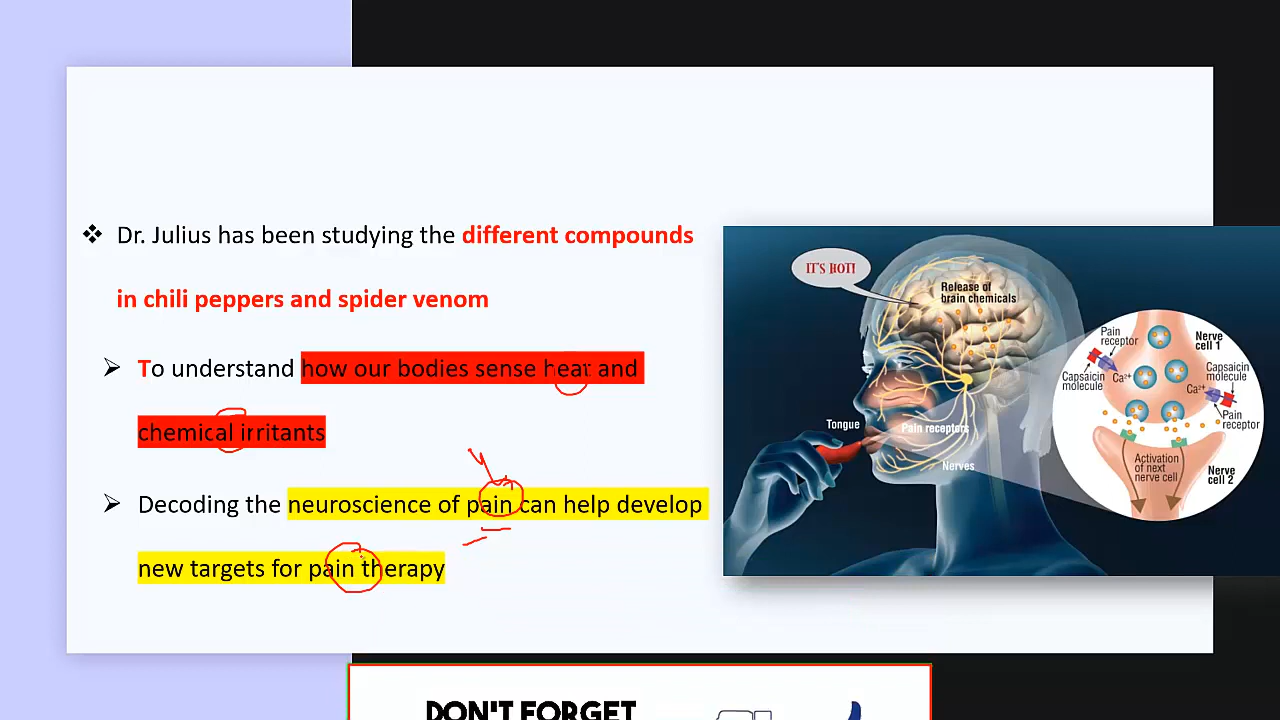 Dr. Julius has been studying the different compounds
in chili peppers and spider venom
To understand how our bodies sense heat and
chemical irritants
Decoding the neuroscience of pain can help develop
new targets for pain therapy
IT'S HOT!
Release of
brain chemicals
Tongue
Pain receptors
Nerves
Pain
receptor
Nerve
cell 1
Capsaicin
molecule
Ca2+
Capsaicin
molecule
Ca2+
Pain
receptor
Activation
of next
nerve cell
Nerve
cell 2
DON'T FORGET